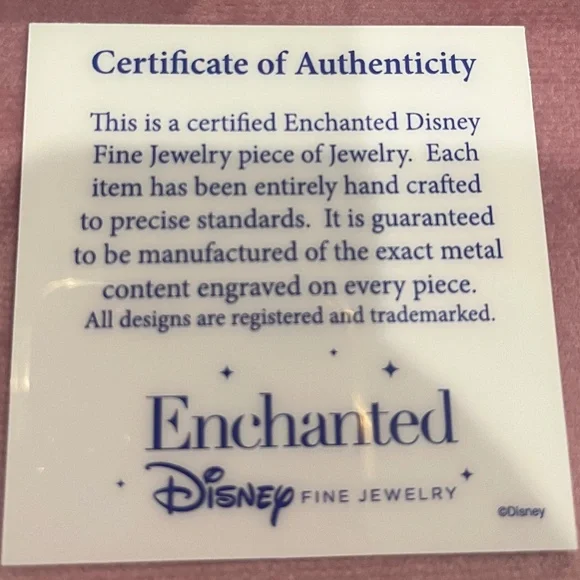 Certificate of Authenticity
This is a certified Enchanted Disney
Fine Jewelry piece of Jewelry. Each
item has been entirely hand crafted
to precise standards. It is guaranteed
to be manufactured of the exact metal
content engraved on every piece.
All designs are registered and trademarked.
Enchanted
Disney FINE JEWELRY
©Disney